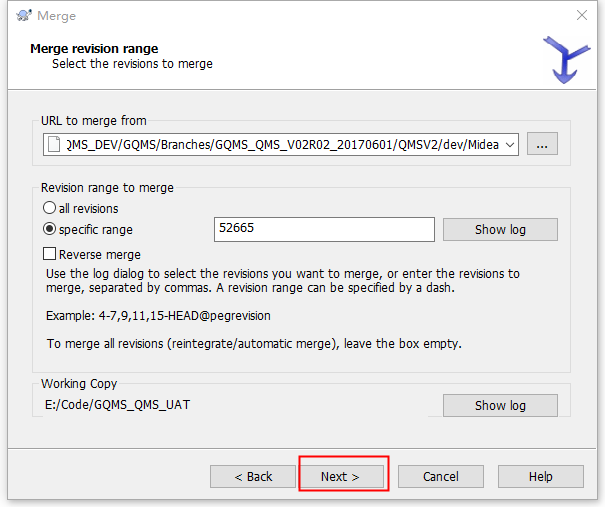 Merge
Merge revision range
Select the revisions to merge
URL to merge from
QMS_DEV/GQMS/Branches/GQMS_QMS_V02R02_20170601/QMSV2/dev/Midea
...
Revision range to merge
all revisions
specific range
52665
Show log
Reverse merge
Use the log dialog to select the revisions you want to merge, or enter the revisions to
merge, separated by commas. A revision range can be specified by a dash.
Example: 4-7,9,11,15-HEAD@pegrevision
To merge all revisions (reintegrate/automatic merge), leave the box empty.
Working Copy
E:/Code/GQMS_QMS_UAT
Show log
< Back
Next >
Cancel
Help